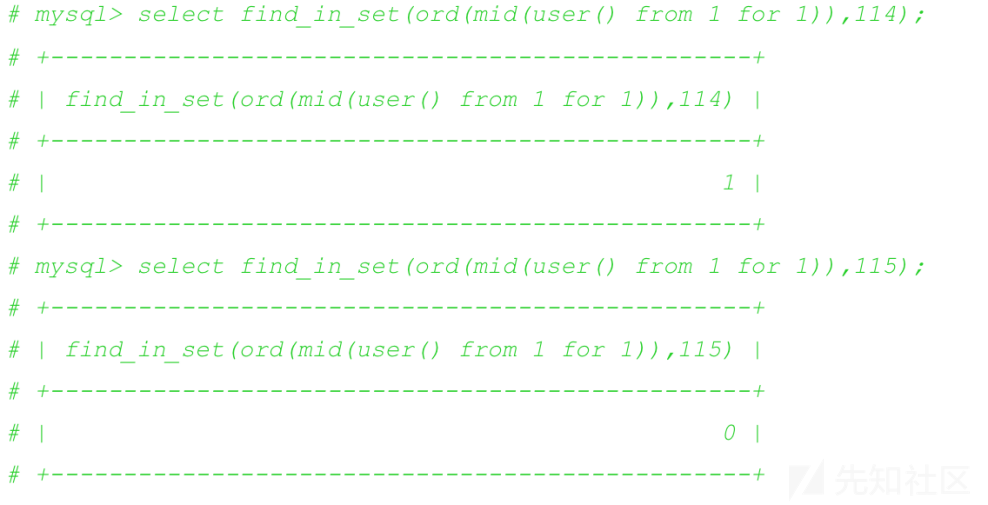 # mysql> select find_in_set(ord(mid(user() from 1 for 1)),114);
# +------------------------------------------------+
# | find_in_set(ord(mid(user() from 1 for 1)),114) |
# +------------------------------------------------+
# |                                              1 |
# +------------------------------------------------+
# mysql> select find_in_set(ord(mid(user() from 1 for 1)),115);
# +------------------------------------------------+
# | find_in_set(ord(mid(user() from 1 for 1)),115) |
# +------------------------------------------------+
# |                                              0 |
# +------------------------------------------------+
先知社区